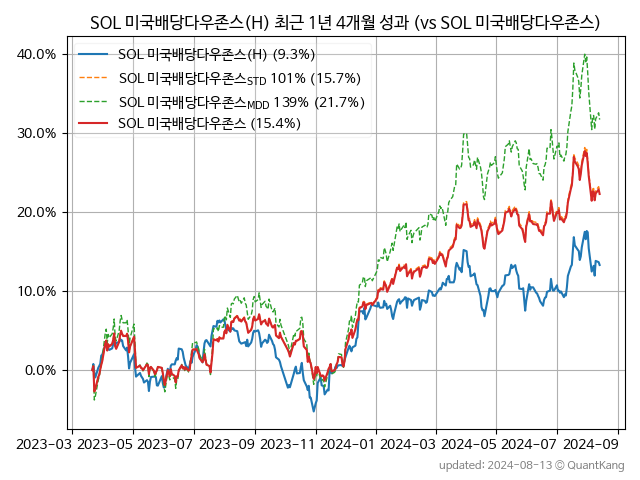 SOL 미국배당다우존스(H) 최근 1년 4개월 성과 (vs SOL 미국배당다우존스)
40.0%
30.0%
20.0%
10.0%
0.0%
SOL 미국배당다우존스(H) (9.3%)
SOL 미국배당다우존스STD 101% (15.7%)
SOL 미국배당다우존스MDD 139% (21.7%)
SOL 미국배당다우존스 (15.4%)
2023-03 2023-05 2023-07 2023-09 2023-11 2024-01 2024-03 2024-05 2024-07 2024-09
updated: 2024-08-13 © QuantKang